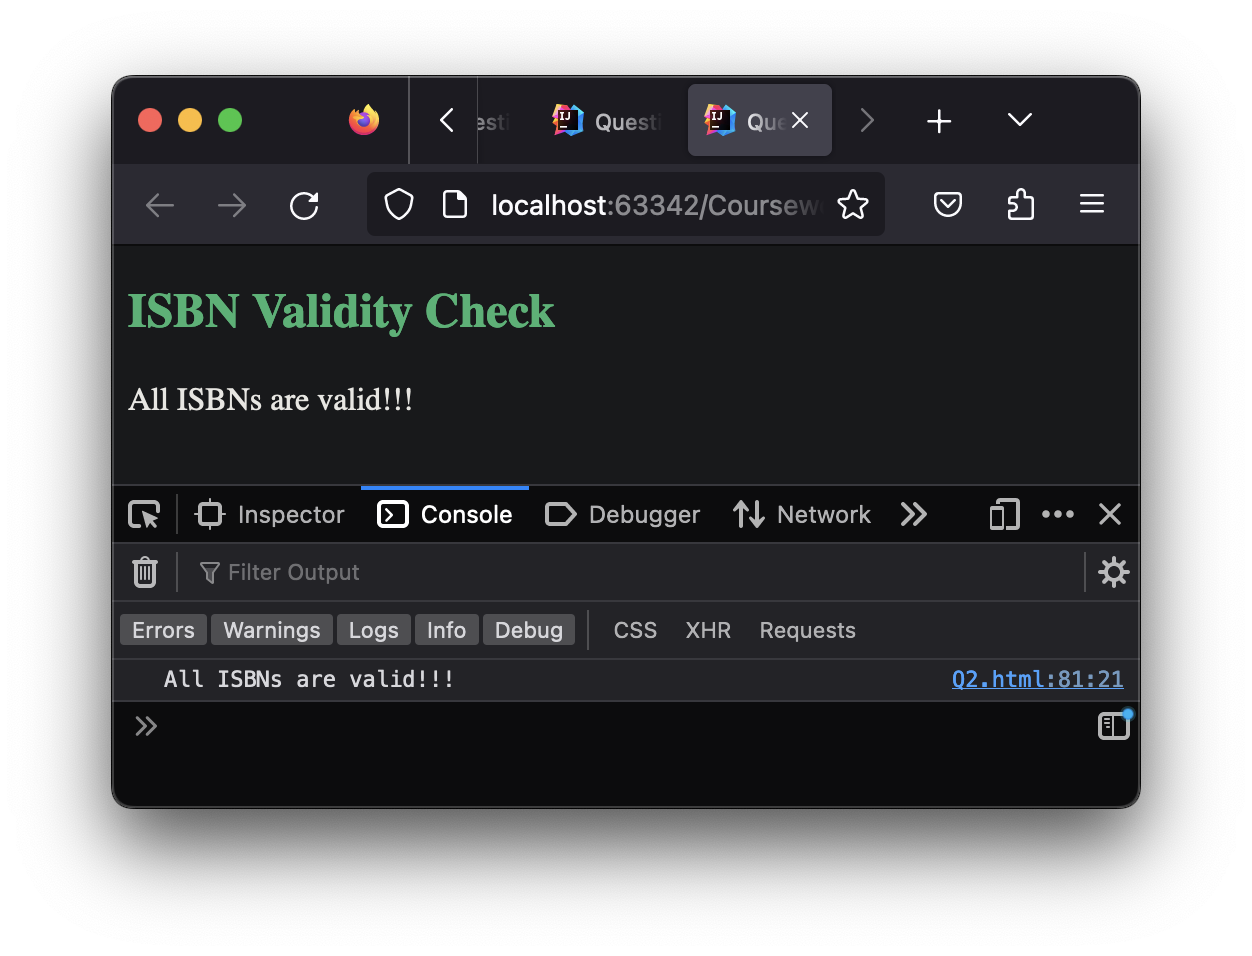 Questi
Que
localhost:63342/Coursew
ISBN Validity Check
All ISBNs are valid!!!
Inspector
Console
Debugger
Network
Filter Output
Errors
Warnings
Logs
Info
Debug
CSS
XHR
Requests
All ISBNs are valid!!! Q2.html:81:21